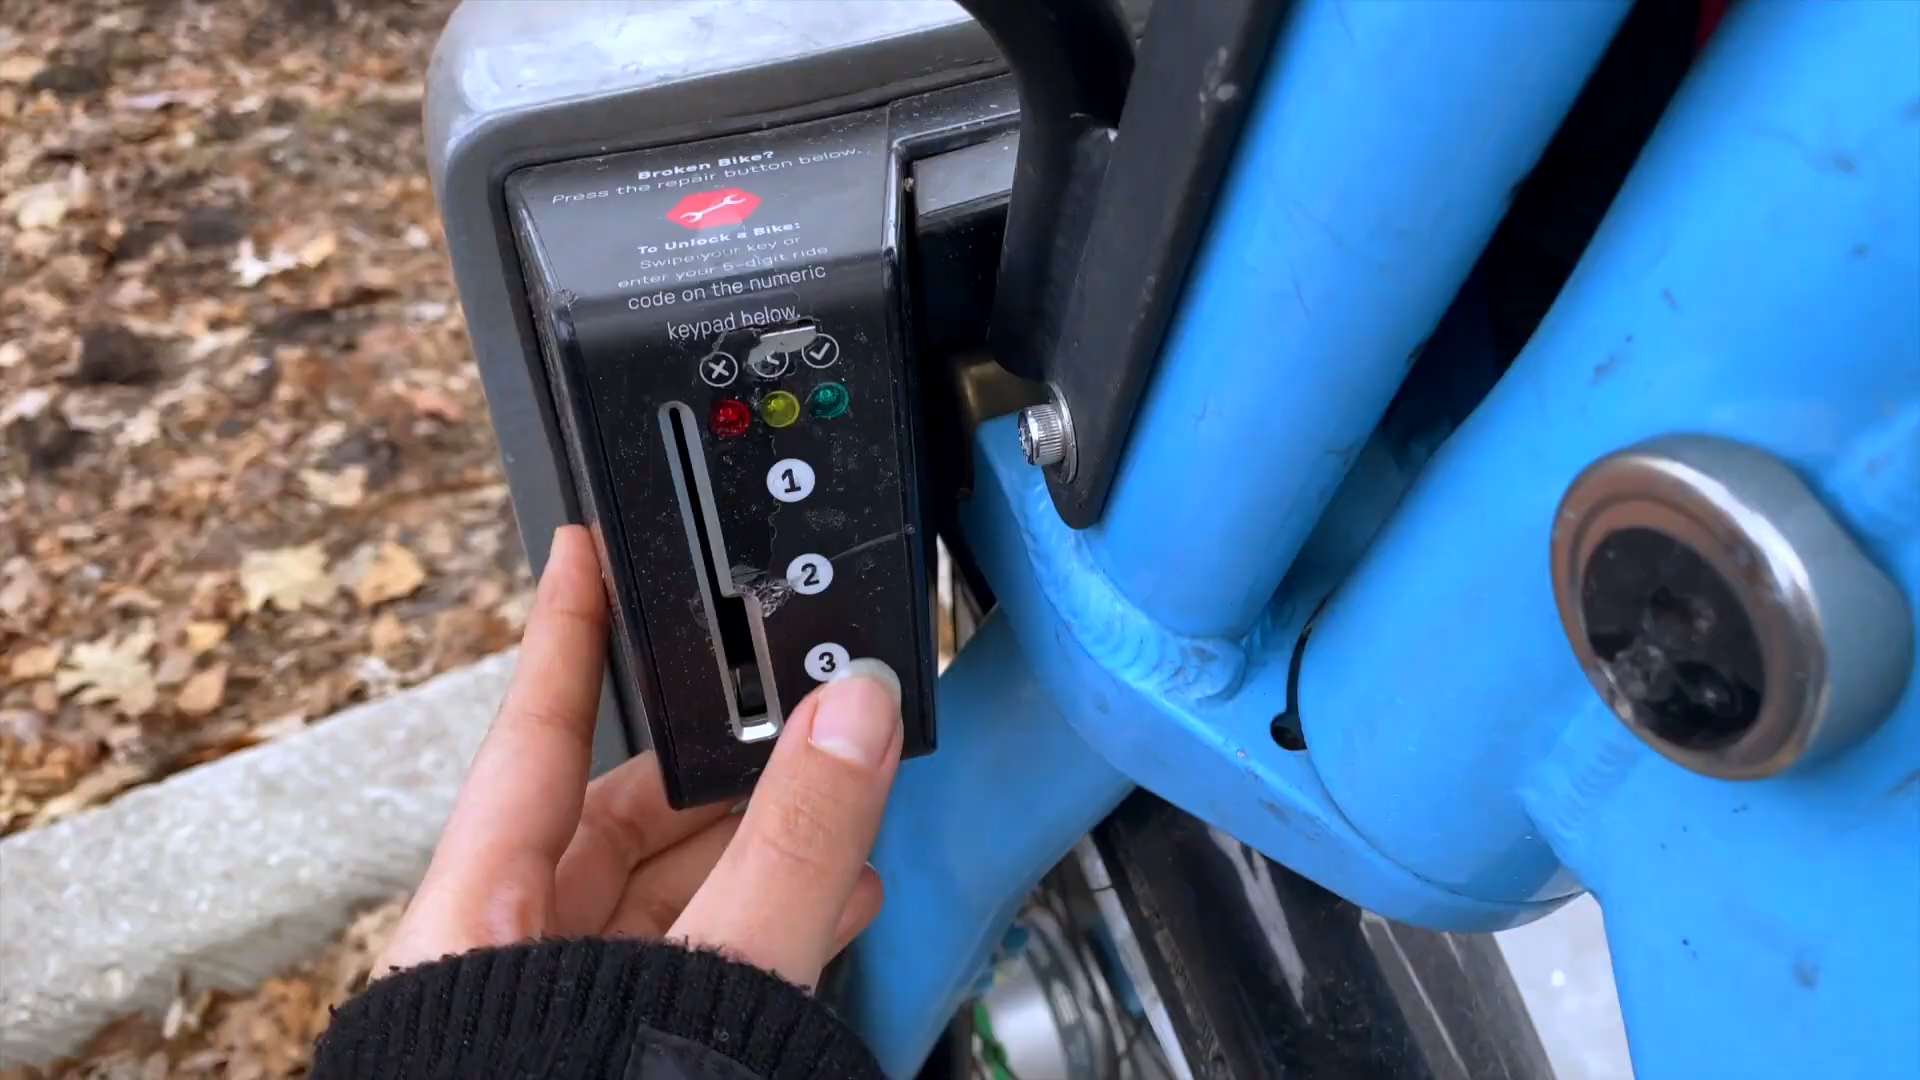 Broken Bike?
Press the repair button below.
To Unlock a Bike:
Swipe your key or
enter your 5-digit ride
code on the numeric
keypad below.
1
2
3